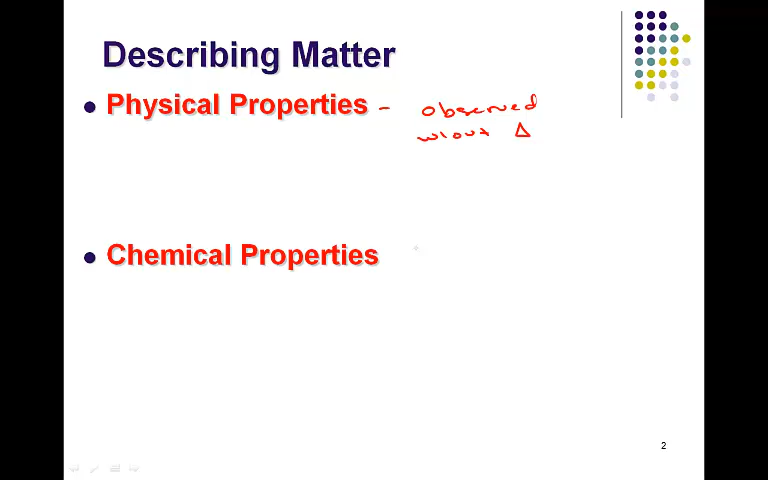 Describing Matter
Physical Properties - observed
w/out Δ
Chemical Properties
2